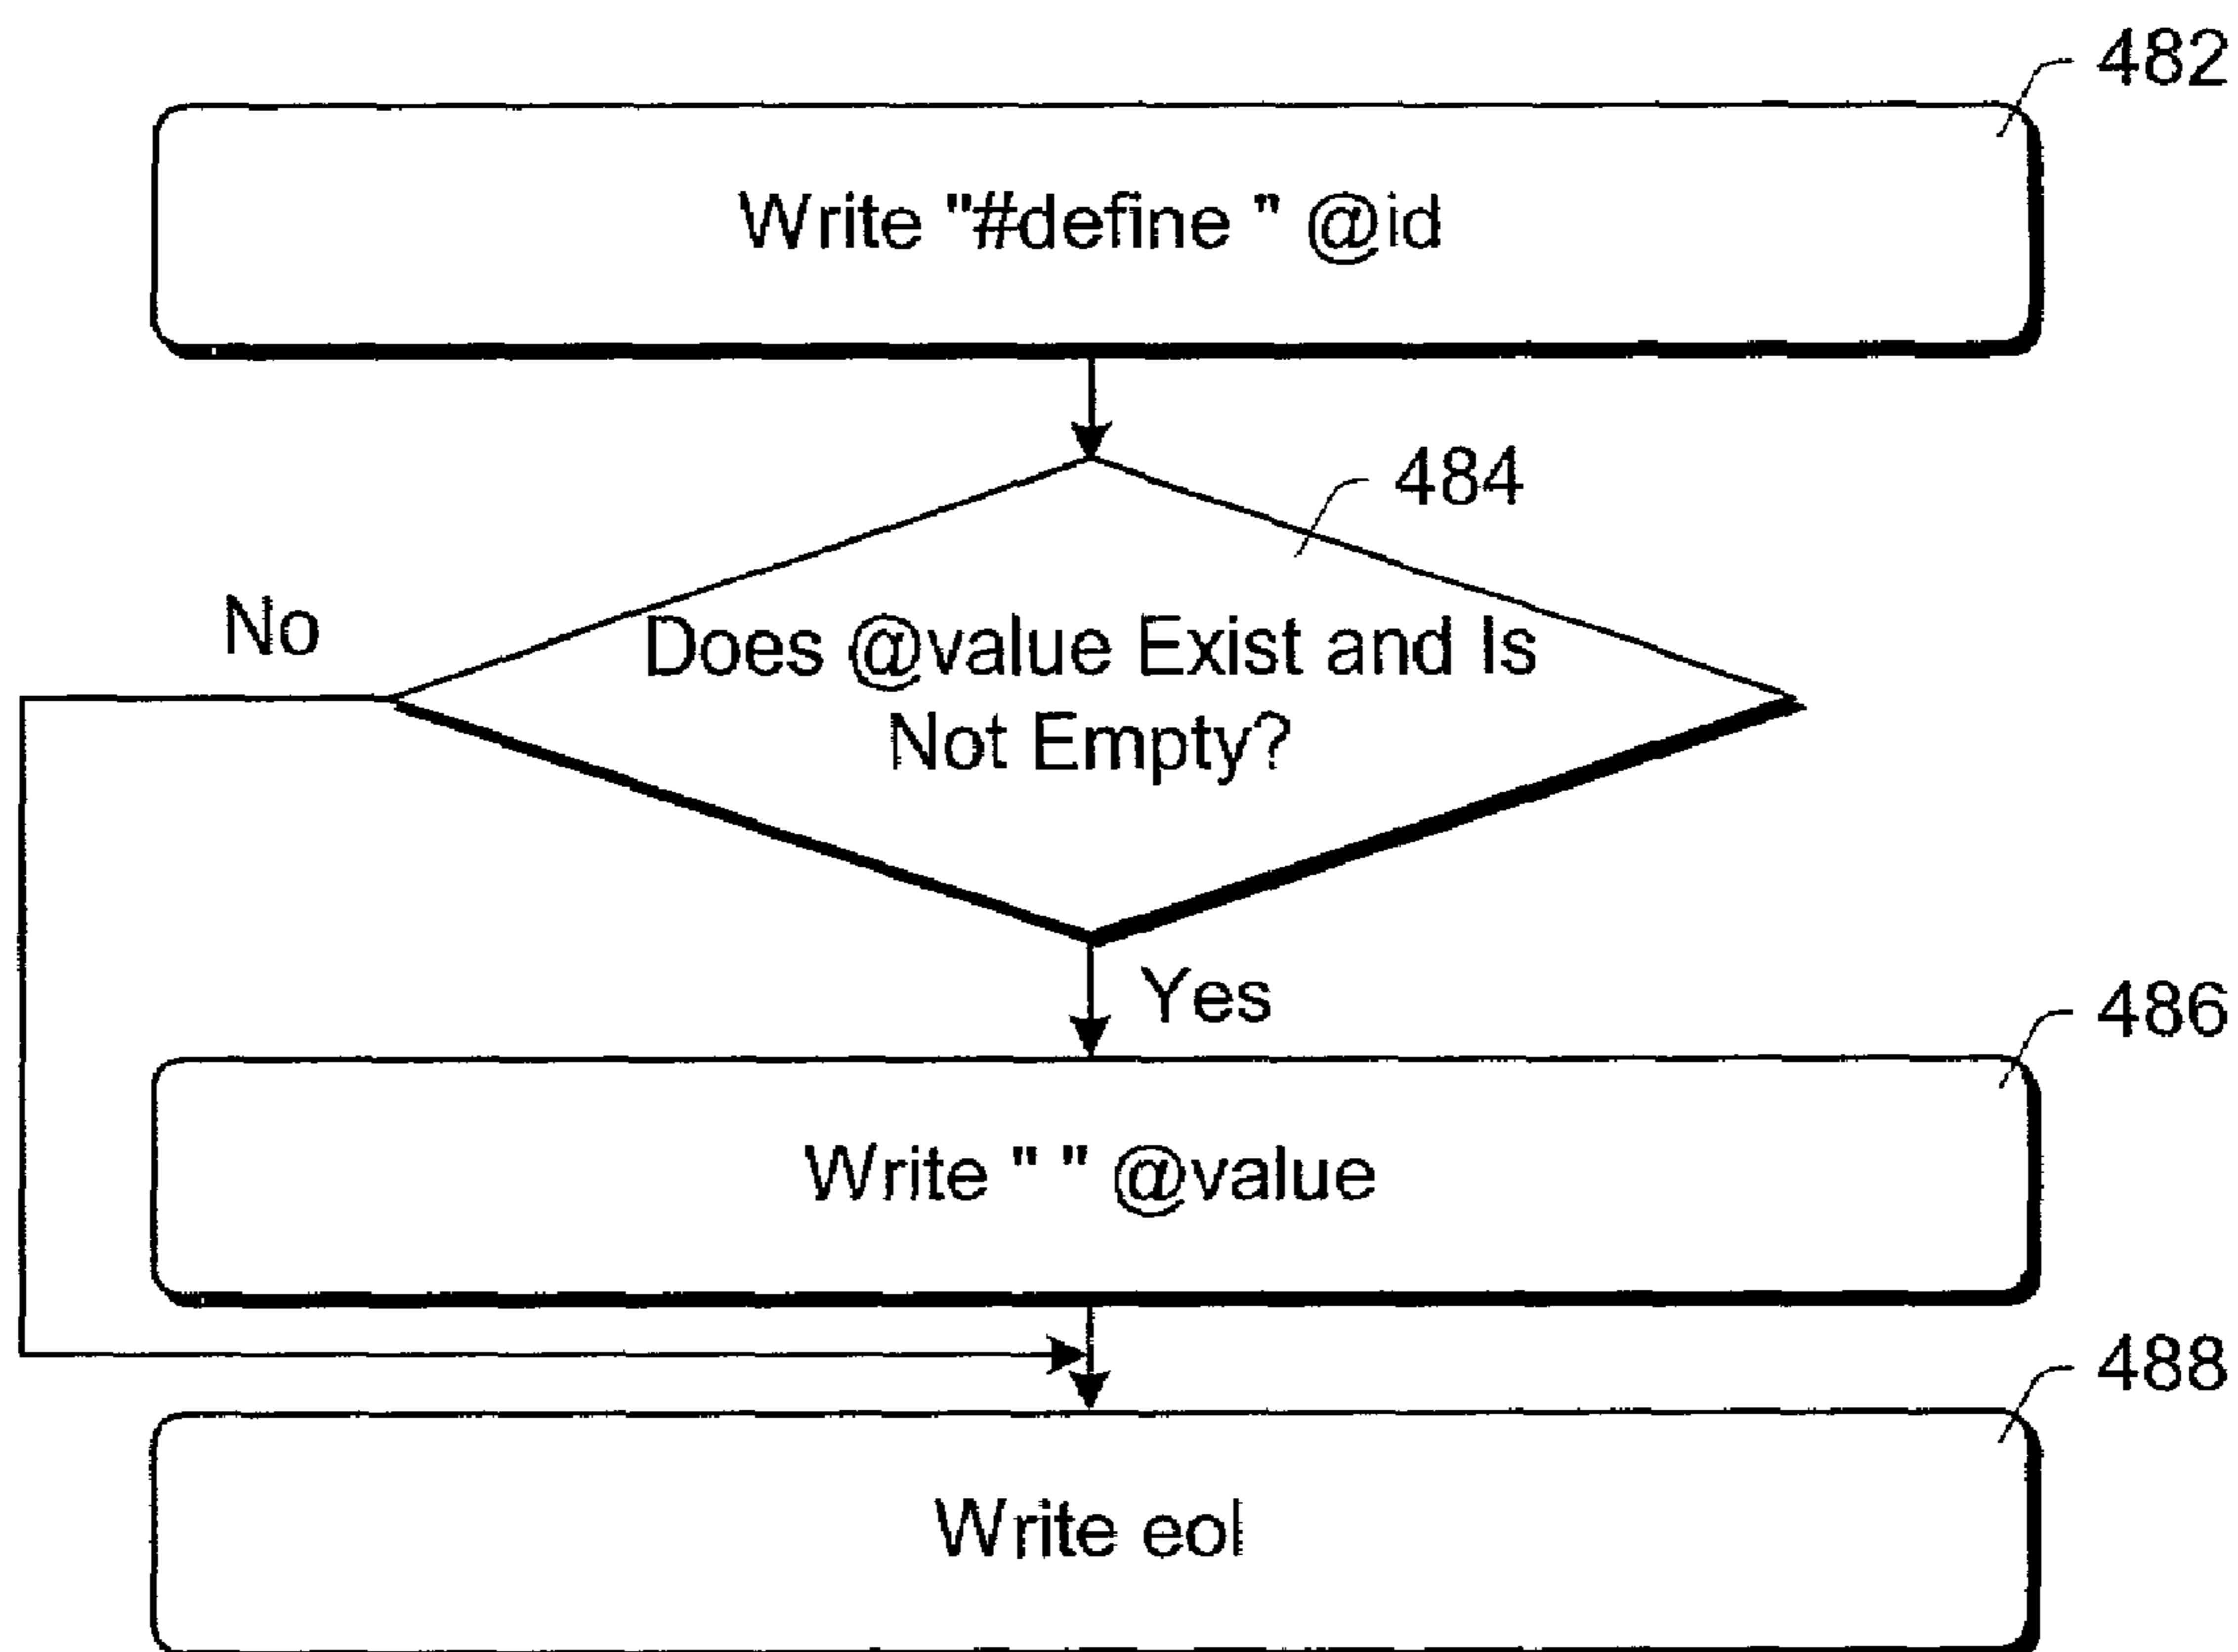 482
Write "#define " @id
484
No
Does @value Exist and Is
Not Empty?
Yes
486
Write " " @value
488
Write eol